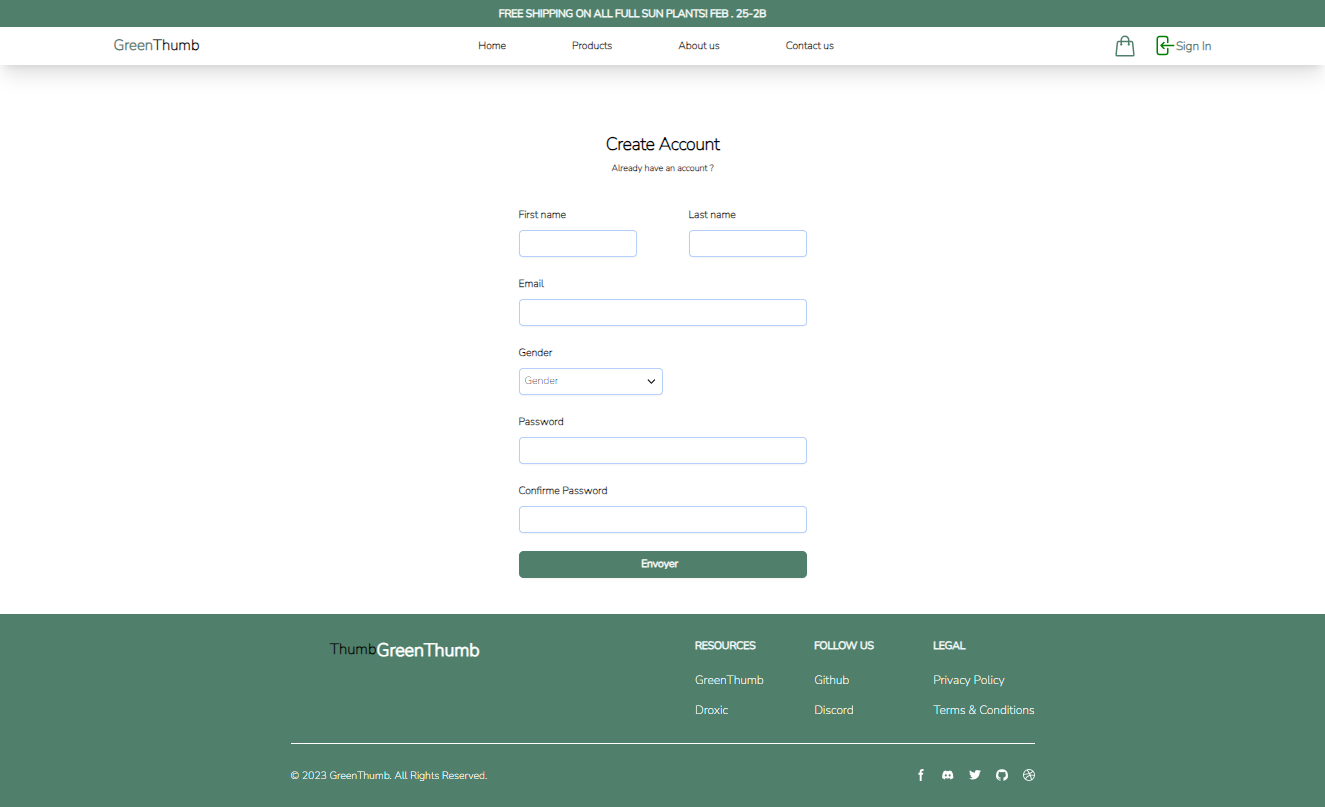 FREE SHIPPING ON ALL FULL SUN PLANTS! FEB . 25-2B
GreenThumb Home Products About us Contact us Sign In
Create Account
Already have an account ?
First name Last name
Email
Gender
Gender
Password
Confirme Password
Envoyer
ThumbGreenThumb RESOURCES FOLLOW US LEGAL
GreenThumb Github Privacy Policy
Droxic Discord Terms & Conditions
© 2023 GreenThumb. All Rights Reserved.